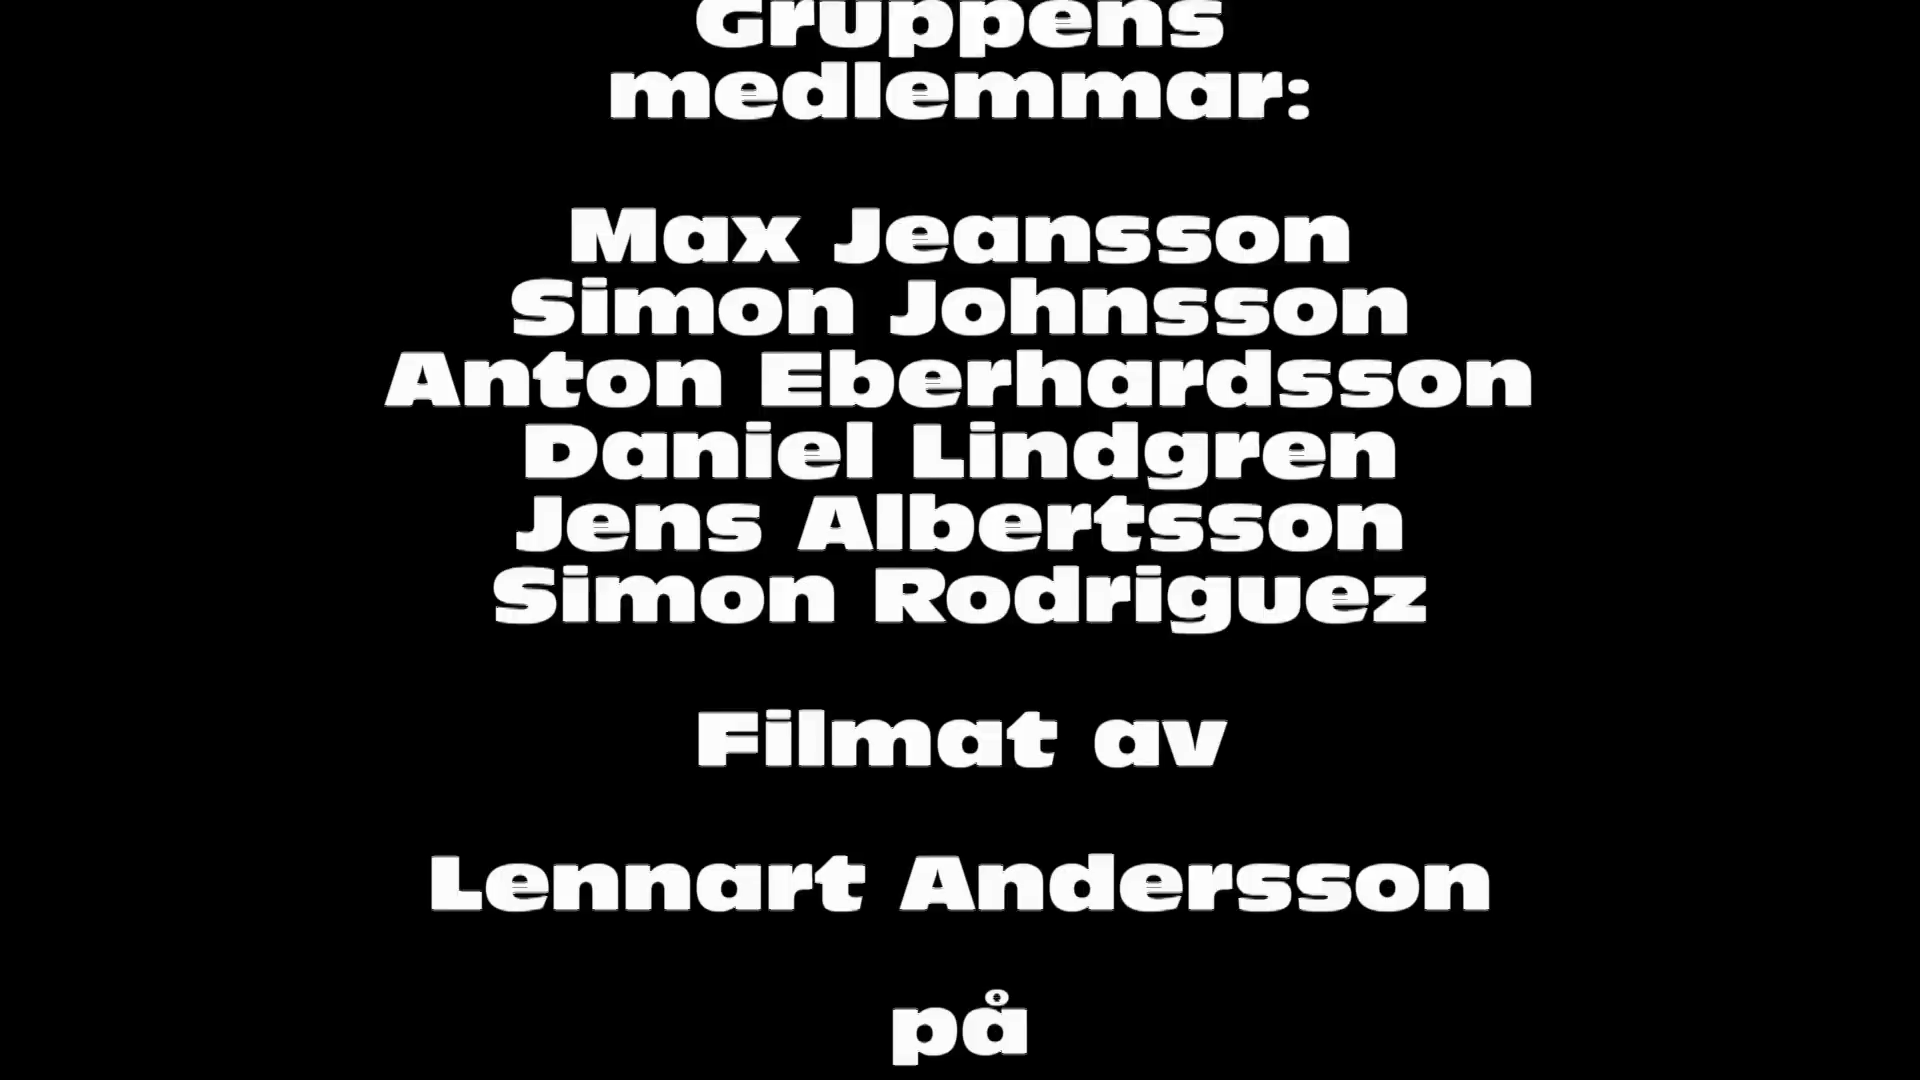 Gruppens
medlemmar:
Max Jeansson
Simon Johnsson
Anton Eberhardsson
Daniel Lindgren
Jens Albertsson
Simon Rodriguez
Filmat av
Lennart Andersson
på